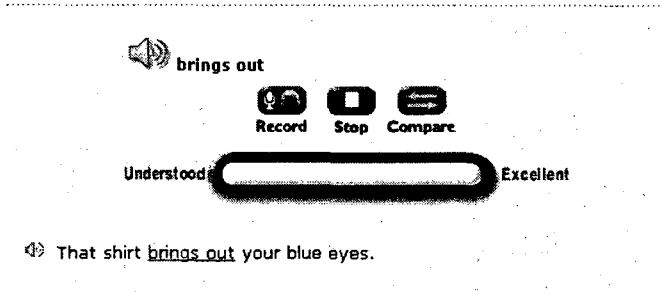 brings out
Record Stop Compare
Understood Excellent
That shirt brings out your blue eyes.